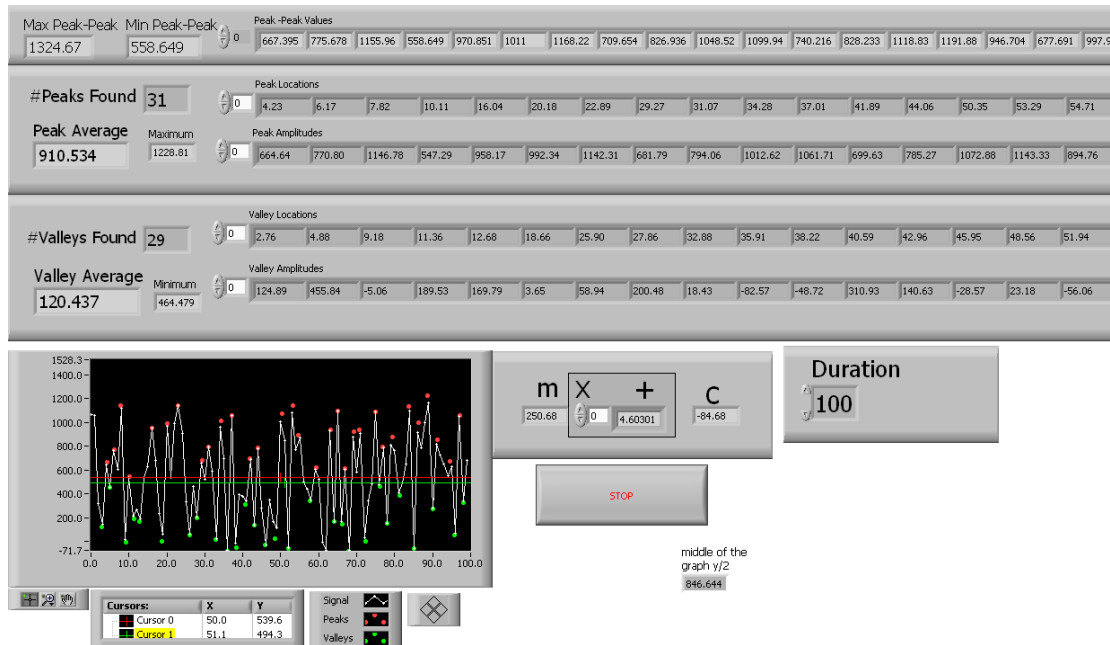 Max Peak-Peak Min Peak-Peak
Peak -Peak Values
1324.67 558.649 0 667.395 775.678 1155.96 558.649 970.851 1011 1168.22 709.654 826.936 1048.52 1099.94 740.216 828.233 1118.83 1191.88 946.704 677.691 997.9
Peak Locations
#Peaks Found 31 0 4.23 6.17 7.82 10.11 16.04 20.18 22.89 29.27 31.07 34.28 37.01 41.89 44.06 50.35 53.29 54.71
Peak Average Maximum Peak Amplitudes
910.534 1228.81 0 664.64 770.80 1146.78 547.29 958.17 992.34 1142.31 681.79 794.06 1012.62 1061.71 699.63 785.27 1072.88 1143.33 894.76
Valley Locations
#Valleys Found 29 0 2.76 4.88 9.18 11.36 12.68 18.66 25.90 27.86 32.88 35.91 38.22 40.59 42.96 45.95 48.56 51.94
Valley Average Minimum Valley Amplitudes
120.437 464.479 0 124.89 455.84 -5.06 189.53 169.79 3.65 58.94 200.48 18.43 -82.57 -48.72 310.93 140.63 -28.57 23.18 -56.06
1528.3
1400.0
1200.0
1000.0
800.0
600.0
400.0
200.0
-71.7
0.0 10.0 20.0 30.0 40.0 50.0 60.0 70.0 80.0 90.0 100.0
m X + c
250.68 0 4.60301 -84.68
Duration
100
STOP
middle of the
graph y/2
846.644
Cursors: X Y
Cursor 0 50.0 539.6
Cursor 1 51.1 494.3
Signal
Peaks
Valleys